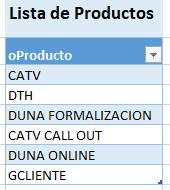 Lista de Productos
oProducto
CATV
DTH
DUNA FORMALIZACION
CATV CALL OUT
DUNA ONLINE
GCLIENTE